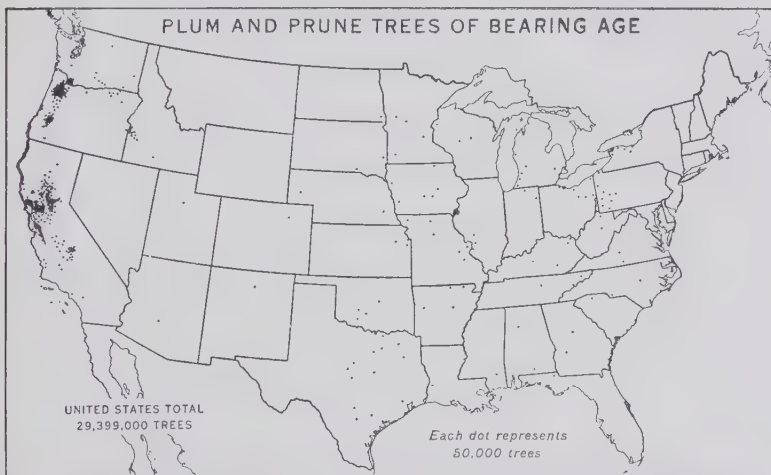 PLUM AND PRUNE TREES OF BEARING AGE
UNITED STATES TOTAL
29,399,000 TREES
Each dot represents
50,000 trees